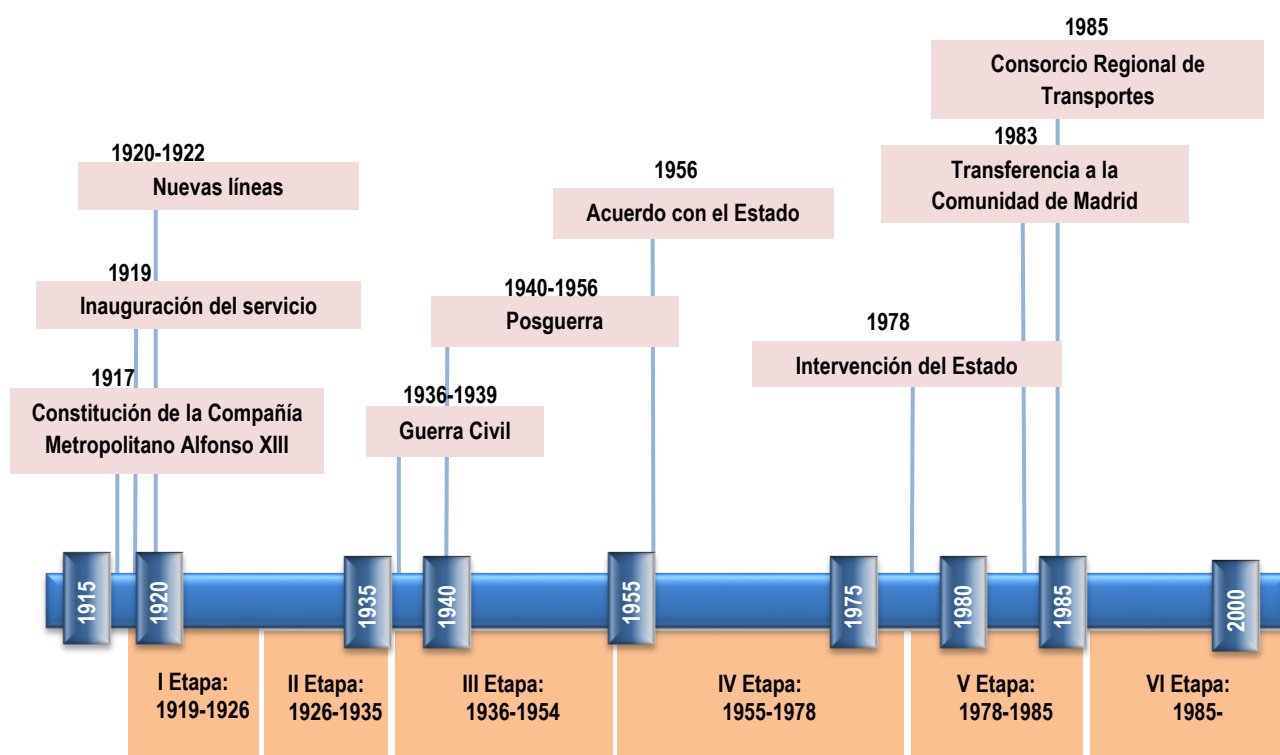 1985
Consorcio Regional de
Transportes
1983
Transferencia a la
Comunidad de Madrid
1920-1922
Nuevas líneas
1956
Acuerdo con el Estado
1919
Inauguración del servicio
1940-1956
Posguerra
1978
Intervención del Estado
1917
Constitución de la Compañía
Metropolitano Alfonso XIII
1936-1939
Guerra Civil
1915
1920
1935
1940
1955
1975
1980
1985
2000
I Etapa:
1919-1926
II Etapa:
1926-1935
III Etapa:
1936-1954
IV Etapa:
1955-1978
V Etapa:
1978-1985
VI Etapa:
1985-